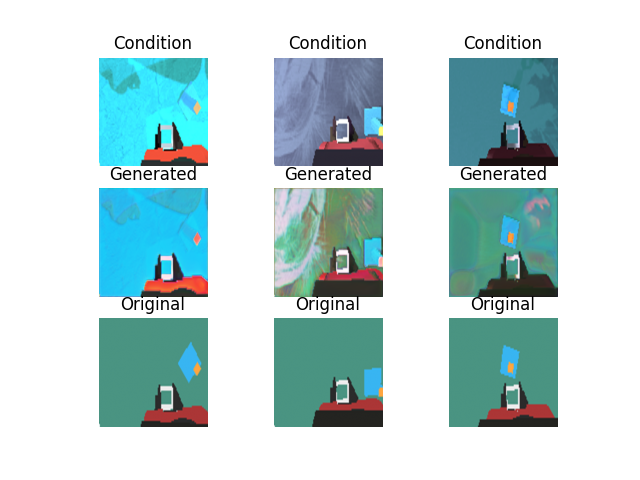 Condition Condition Condition
Generated Generated Generated
Original Original Original